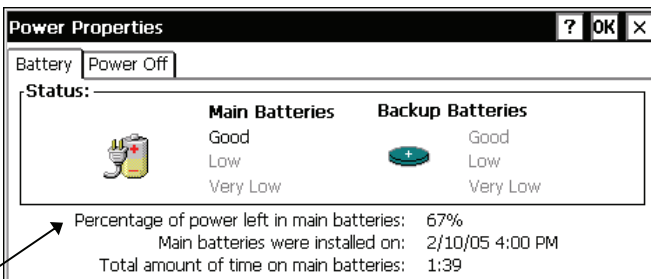 Power Properties ? OK ×
Battery Power Off
Status:
Main Batteries Backup Batteries
Good Good
Low Low
Very Low Very Low
Percentage of power left in main batteries: 67%
Main batteries were installed on: 2/10/05 4:00 PM
Total amount of time on main batteries: 1:39